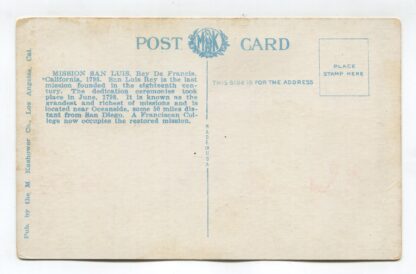 POST CARD
MK
MISSION SAN LUIS, Rey De Francis,
California, 1798. San Luis Rey is the last
mission founded in the eighteenth cen-
tury. The dedication ceremonies took
place in June, 1798. It is known as the
grandest and richest of missions and is
located near Oceanside, some 50 miles dis-
tant from San Diego. A Franciscan Col-
lege now occupies the restored mission.
THIS SIDE IS FOR THE ADDRESS
PLACE
STAMP HERE
Pub. by the M Kashower Co., Los Angeles, Cal.
MADE IN U.S.A.